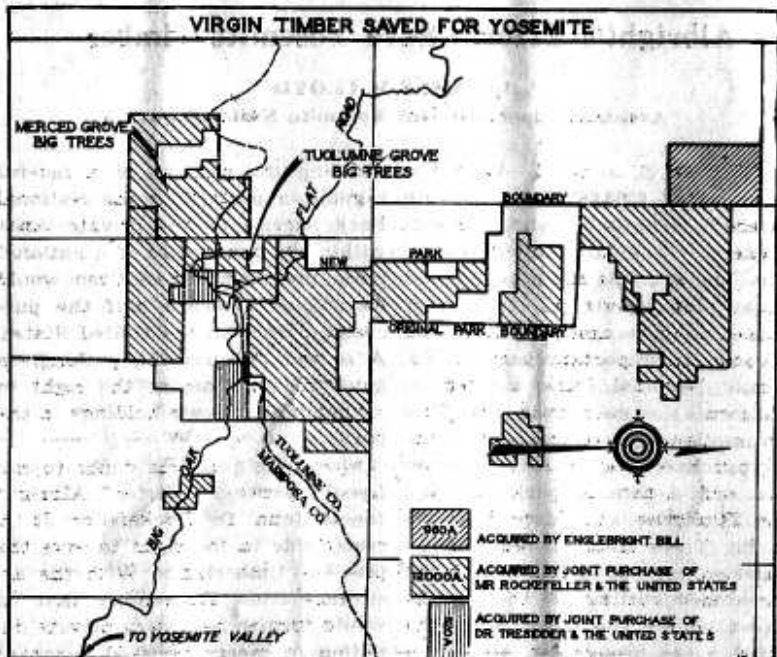 VIRGIN TIMBER SAVED FOR YOSEMITE
MERCED GROVE
BIG TREES
TUOLUMNE GROVE
BIG TREES
FLAT
ROAD
BOUNDARY
NEW
PARK
ORIGINAL PARK
BOUNDARY
OAK
BIG
TUOLUMNE CO.
MARIPOSA CO.
TO YOSEMITE VALLEY
960A.
ACQUIRED BY ENGLEBRIGHT BILL
12000A.
ACQUIRED BY JOINT PURCHASE OF
MR ROCKEFELLER & THE UNITED STATES
ACQUIRED BY JOINT PURCHASE OF
DR TRESIDDER & THE UNITED STATES